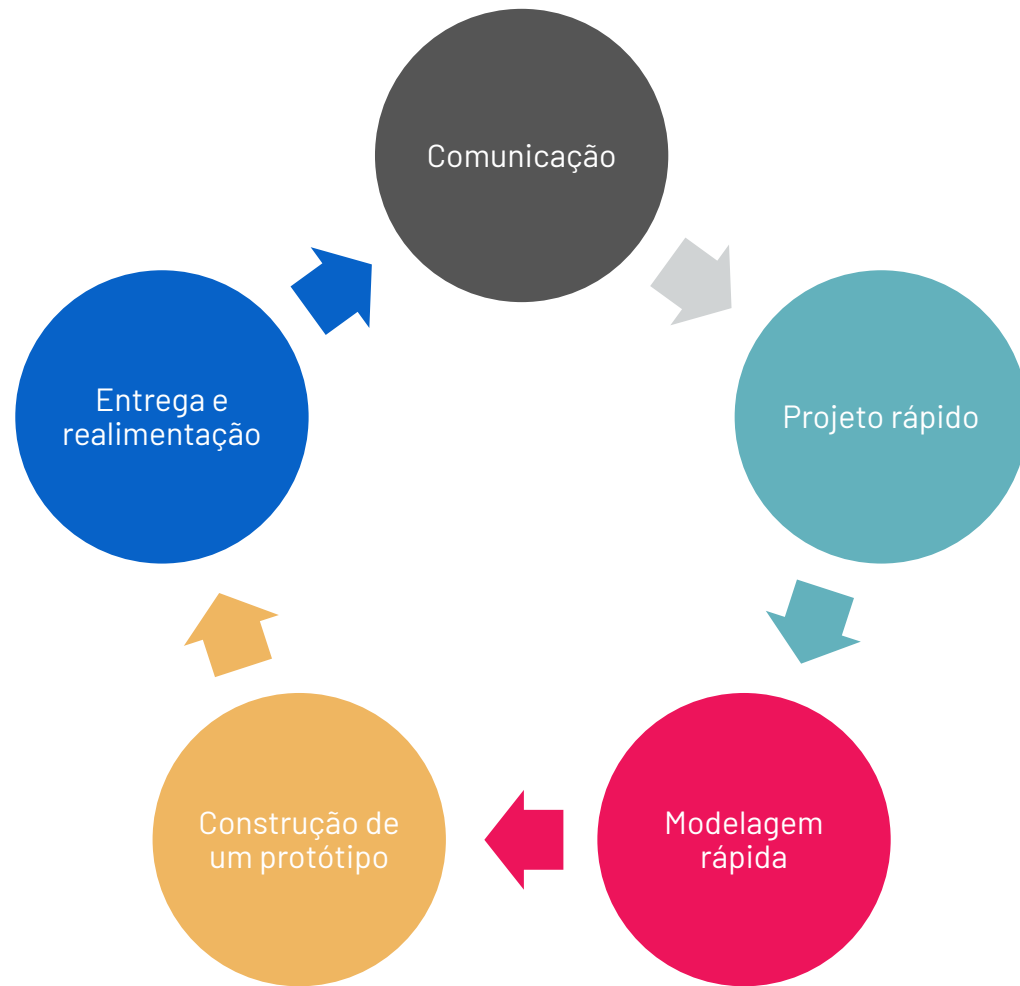 Comunicação
Projeto rápido
Modelagem
rápida
Construção de
um protótipo
Entrega e
realimentação